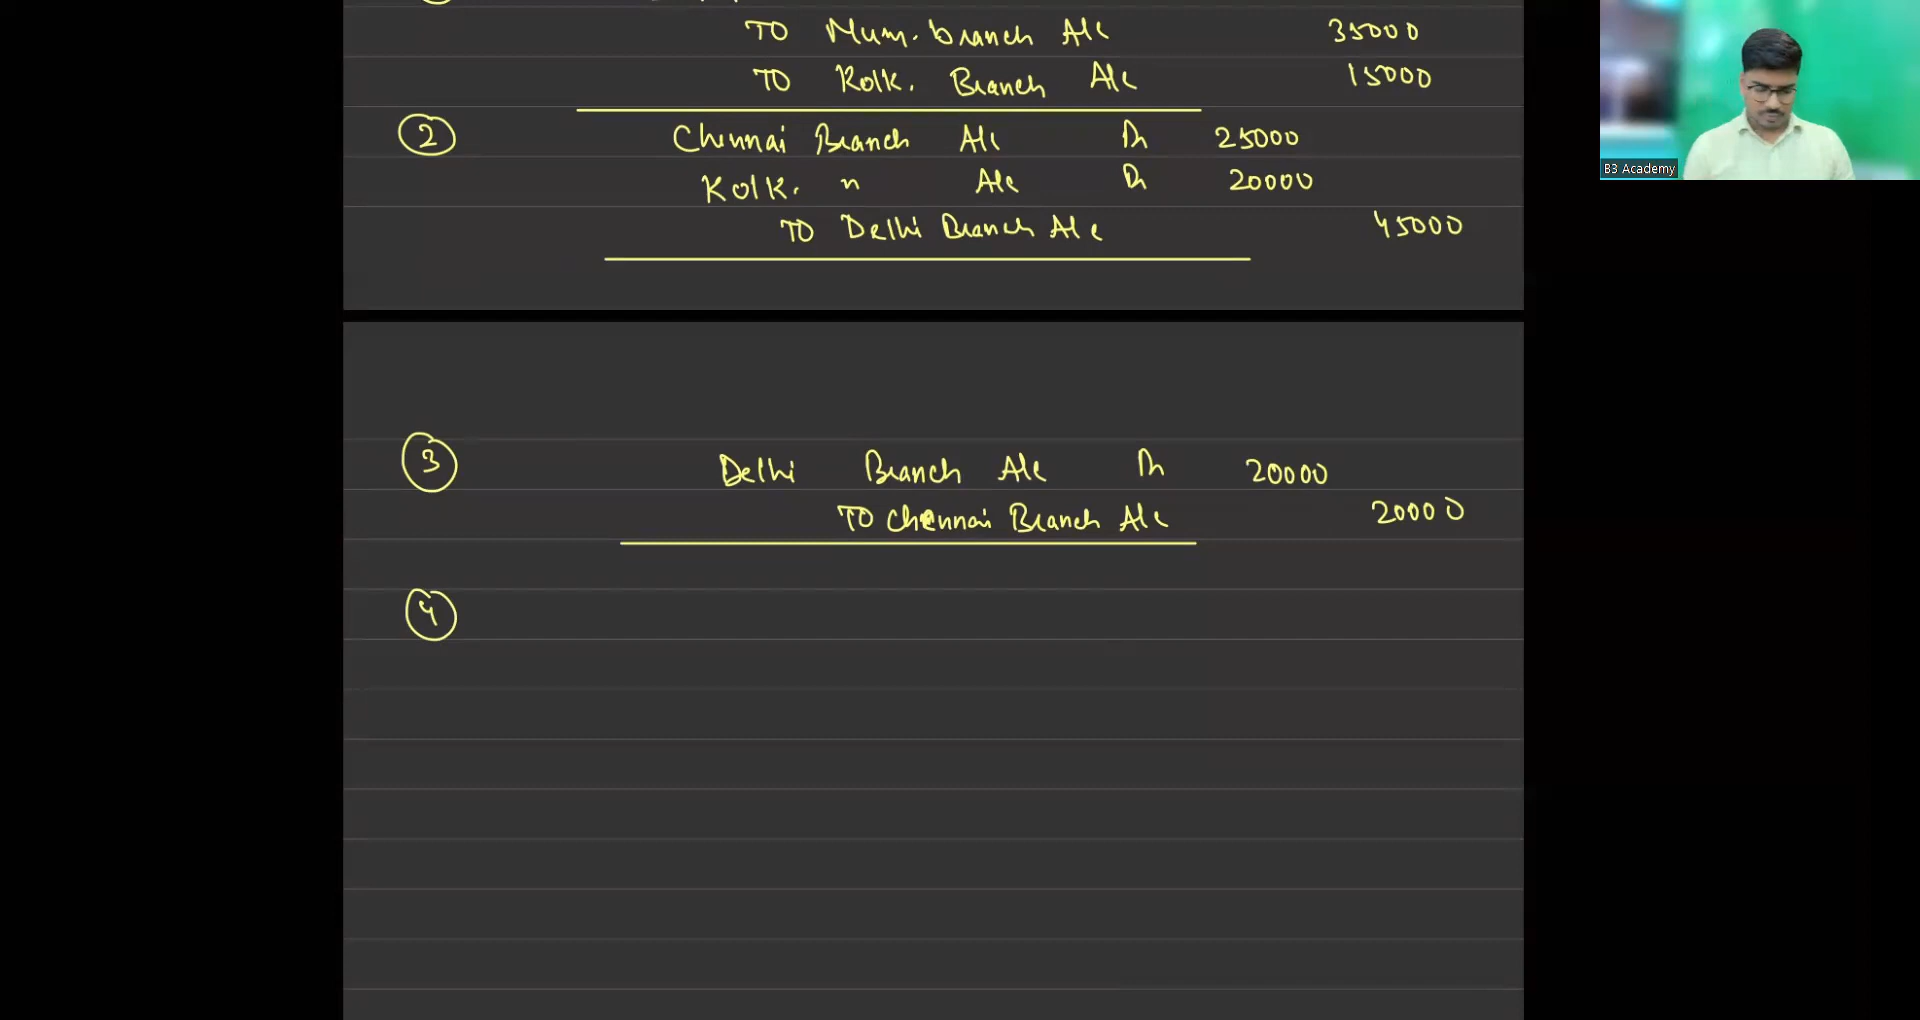 TO Mum. branch A/c 35000
TO Kolk. Branch A/c 15000
2 Chennai Branch A/c Dr 25000
Kolk. " A/c Dr 20000
TO Delhi Branch A/c 45000
3 Delhi Branch A/c Dr 20000
TO Chennai Branch A/c 20000
4
B3 Academy